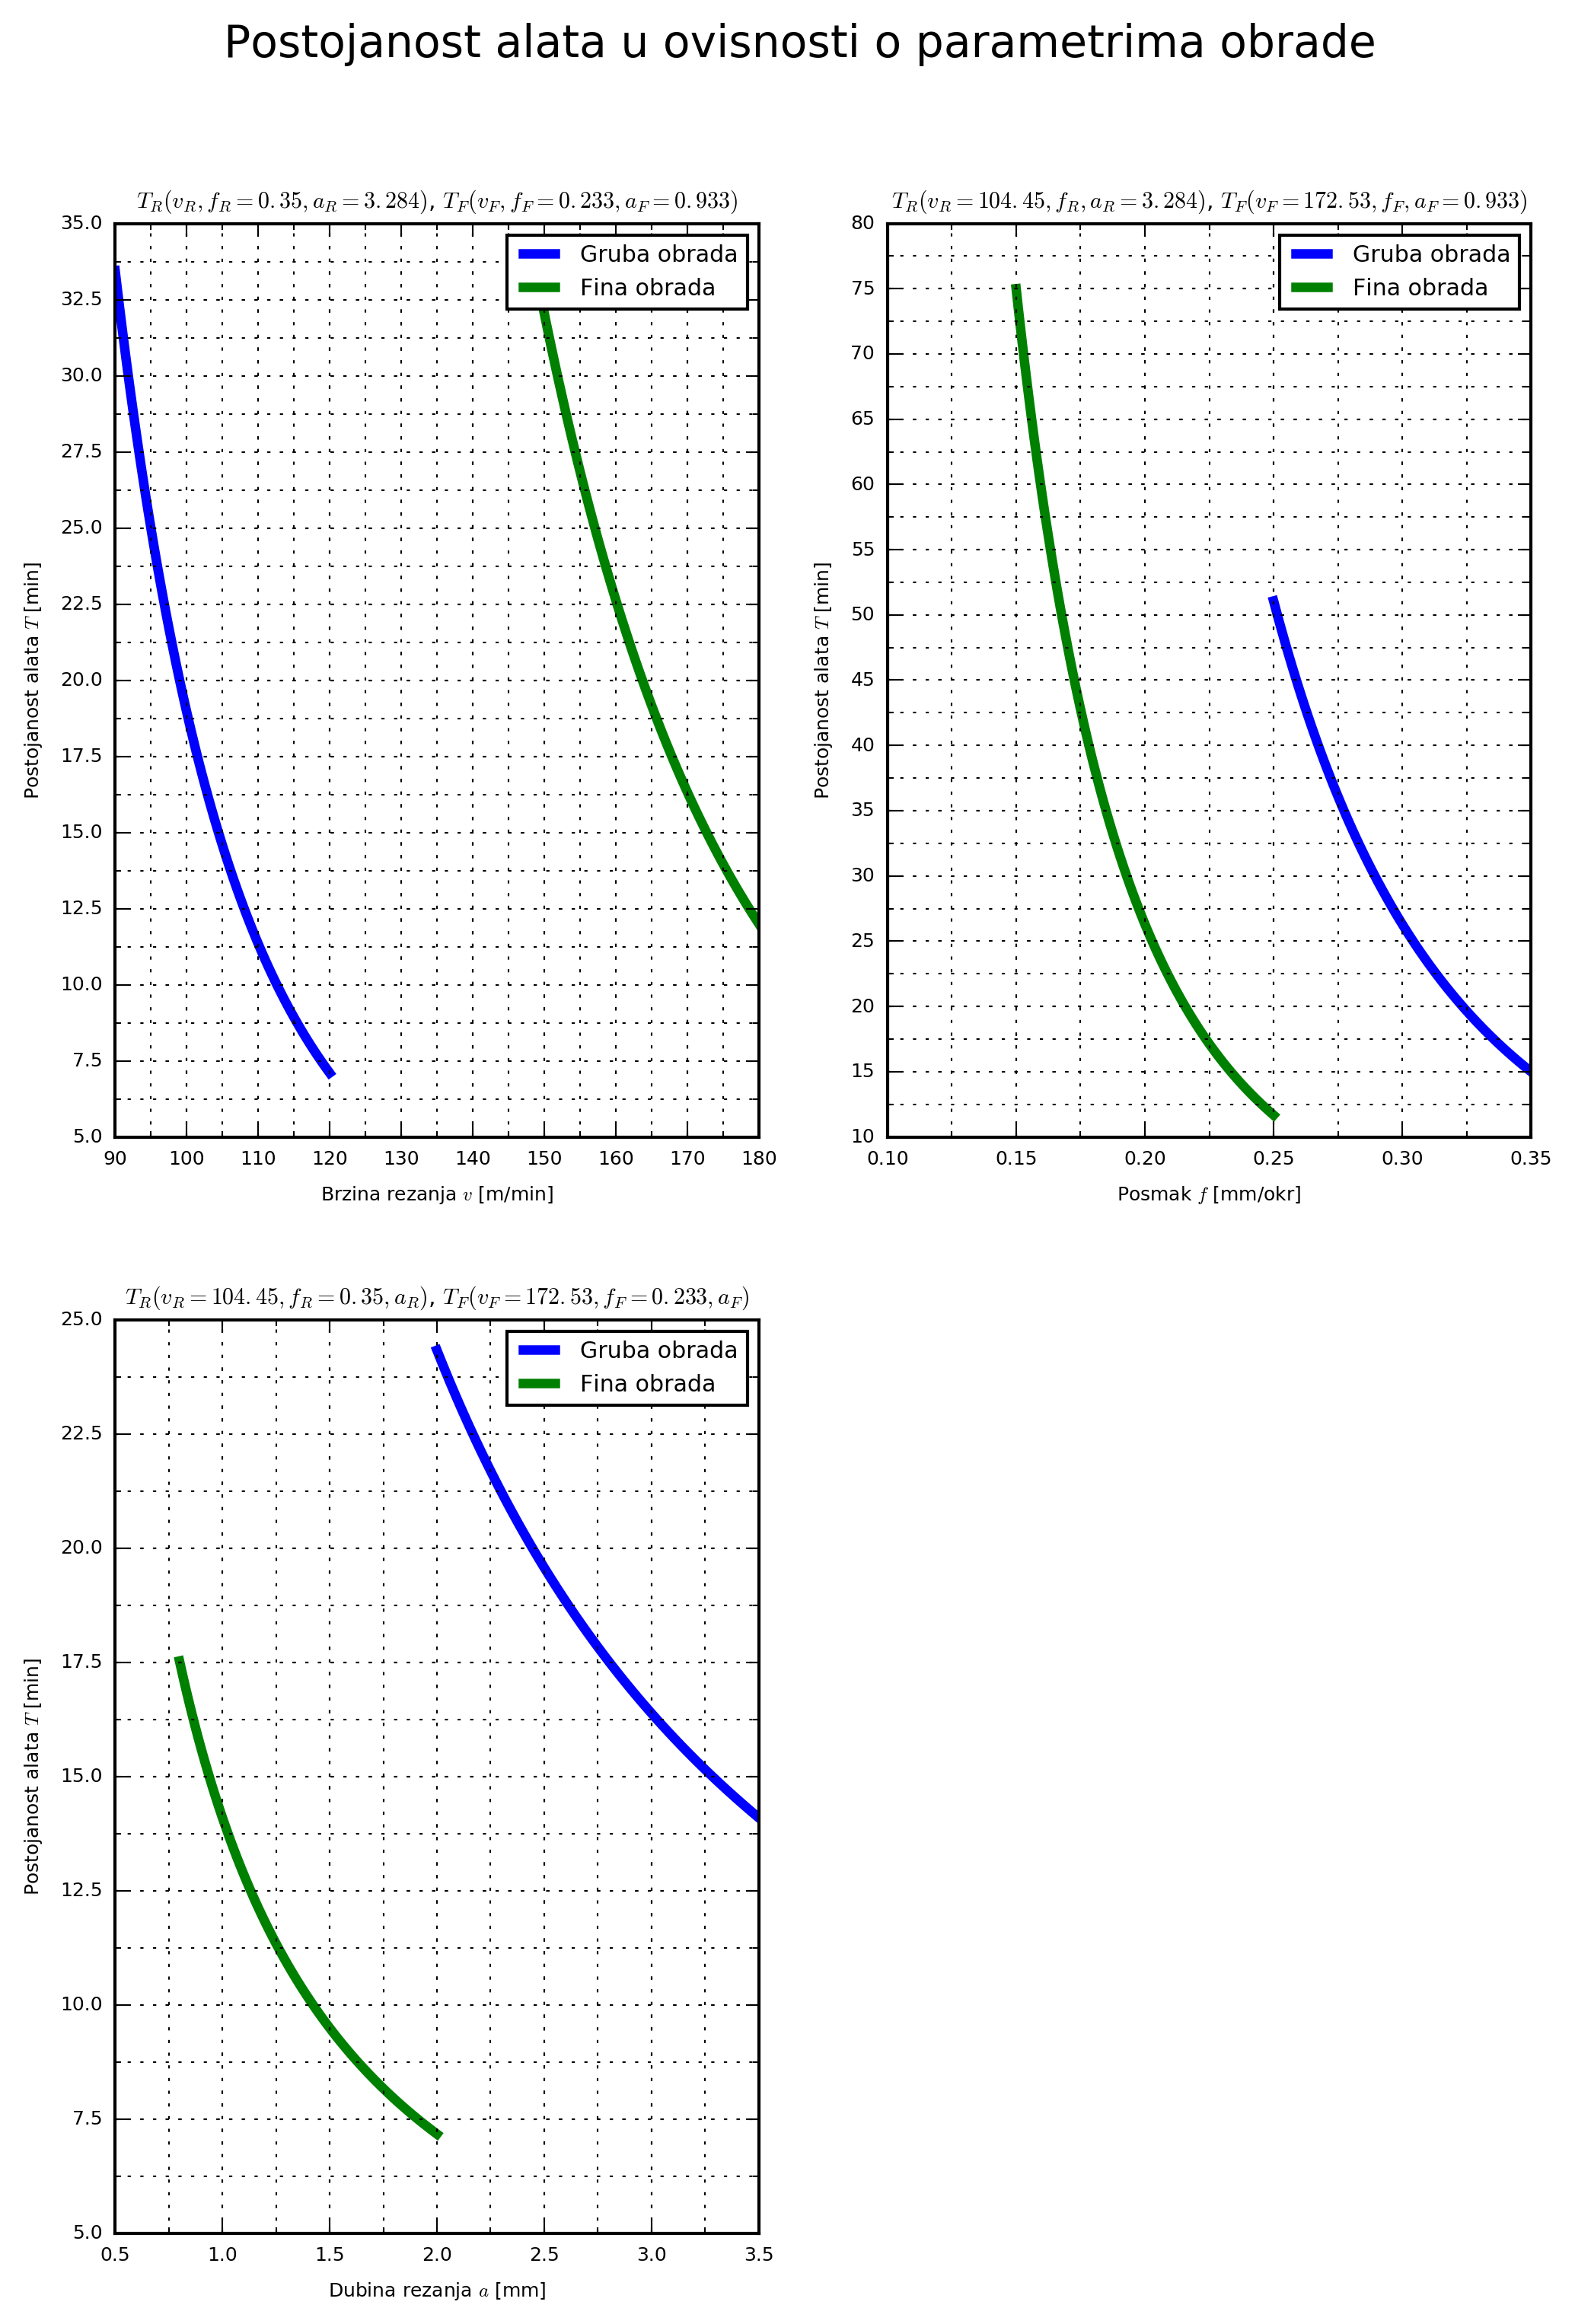 Postojanost alata u ovisnosti o parametrima obrade
T_R(v_R, f_R = 0.35, a_R = 3.284), T_F(v_F, f_F = 0.233, a_F = 0.933)
35.0
32.5
30.0
27.5
25.0
22.5
20.0
17.5
15.0
12.5
10.0
7.5
5.0
Postojanost alata T [min]
Gruba obrada
Fina obrada
90 100 110 120 130 140 150 160 170 180
Brzina rezanja v [m/min]
T_R(v_R = 104.45, f_R, a_R = 3.284), T_F(v_F = 172.53, f_F, a_F = 0.933)
80
75
70
65
60
55
50
45
40
35
30
25
20
15
10
Postojanost alata T [min]
Gruba obrada
Fina obrada
0.10 0.15 0.20 0.25 0.30 0.35
Posmak f [mm/okr]
T_R(v_R = 104.45, f_R = 0.35, a_R), T_F(v_F = 172.53, f_F = 0.233, a_F)
25.0
22.5
20.0
17.5
15.0
12.5
10.0
7.5
5.0
Postojanost alata T [min]
Gruba obrada
Fina obrada
0.5 1.0 1.5 2.0 2.5 3.0 3.5
Dubina rezanja a [mm]